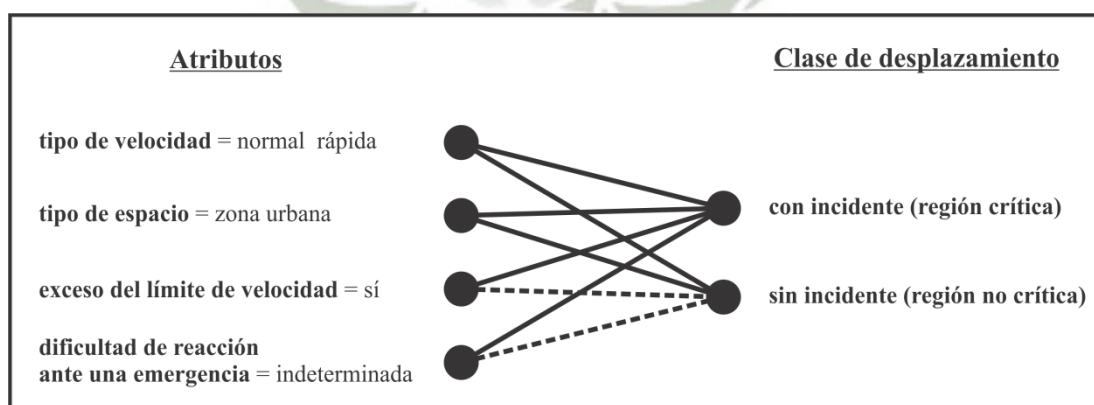 Atributos
Clase de desplazamiento
tipo de velocidad = normal rápida
tipo de espacio = zona urbana
con incidente (región crítica)
exceso del límite de velocidad = sí
sin incidente (región no crítica)
dificultad de reacción
ante una emergencia = indeterminada